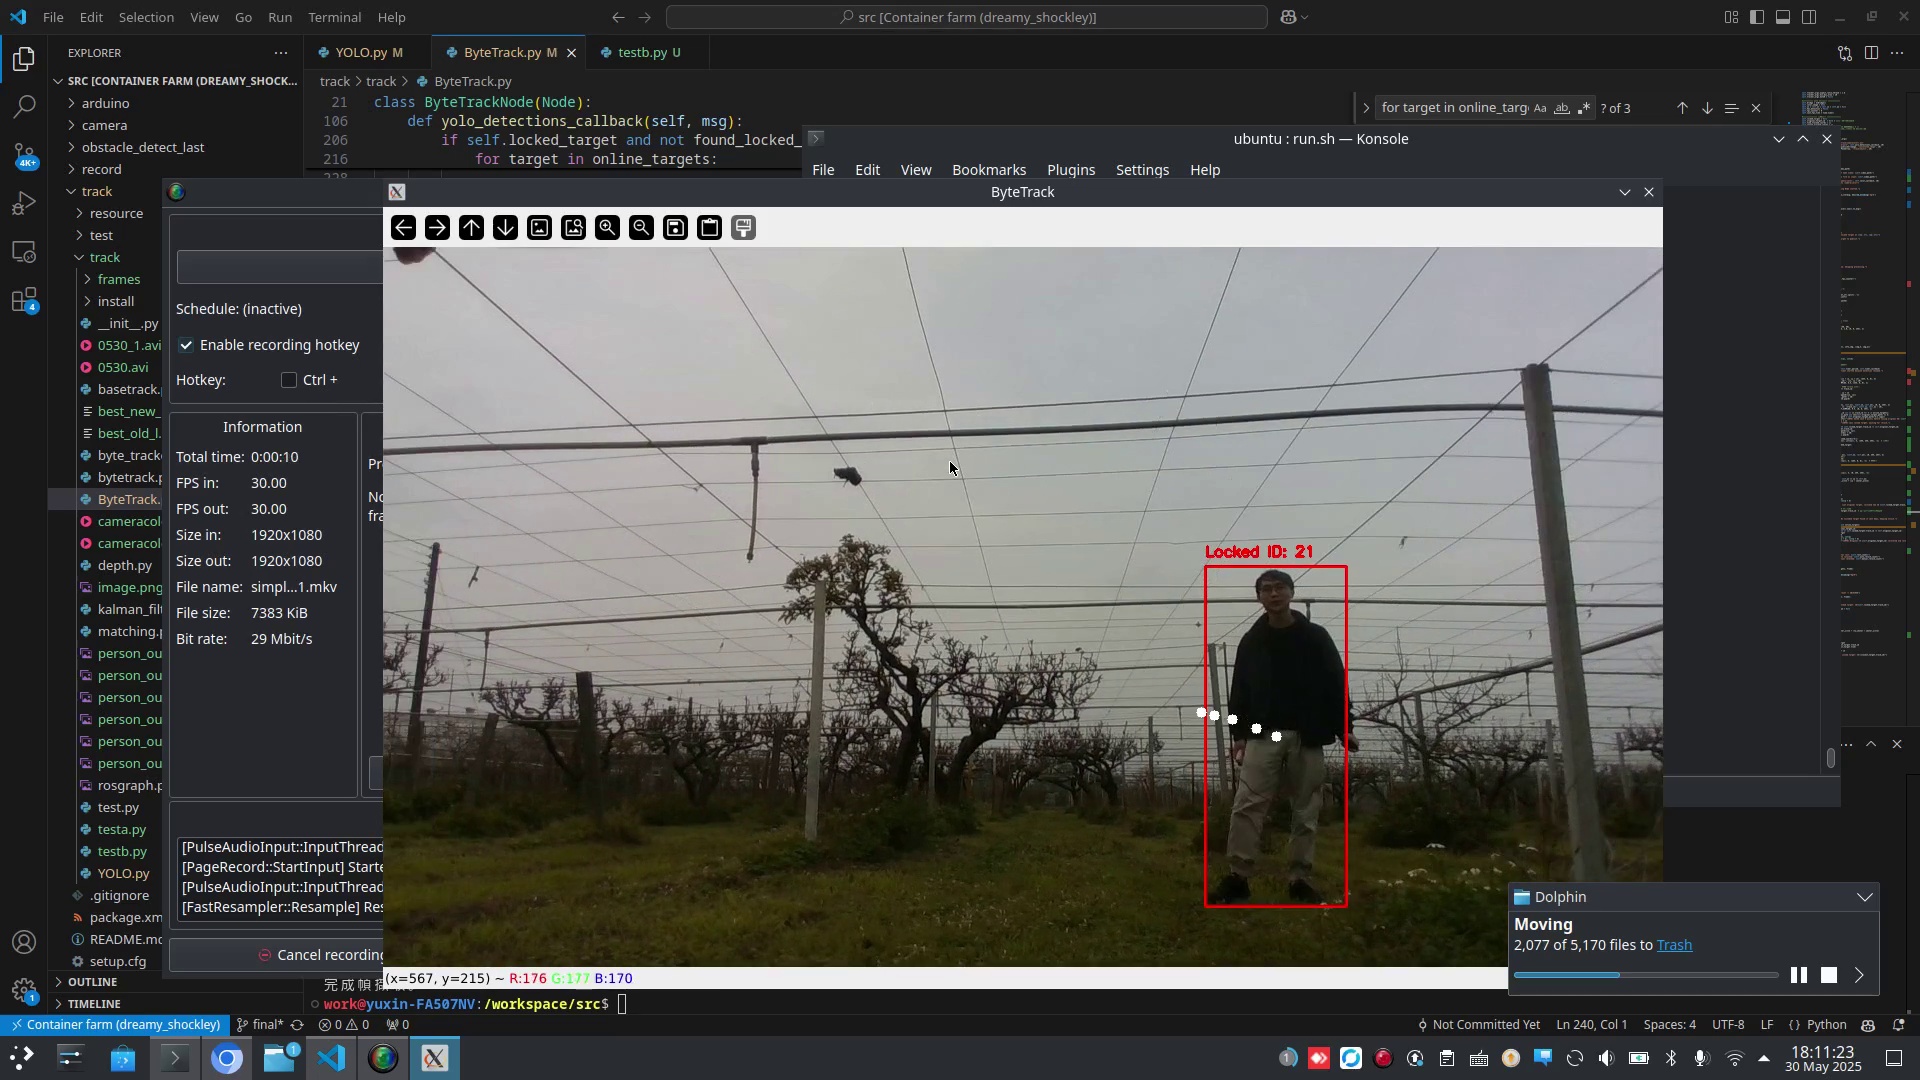 File Edit Selection View Go Run Terminal Help
src [Container farm (dreamy_shockley)]
EXPLORER
YOLO.py M
ByteTrack.py M
testb.py U
SRC [CONTAINER FARM (DREAMY_SHOCK...
track > track > ByteTrack.py
arduino
camera
obstacle_detect_last
record
track
resource
test
track
frames
install
__init__.py
0530_1.avi
0530.avi
basetrack.
best_new_
best_old_l.
byte_track
bytetrack.p
ByteTrack.
cameracol
cameracol
depth.py
image.png
kalman_fil
matching.p
person_ou
person_ou
person_ou
person_ou
person_ou
person_ou
rosgraph.p
test.py
testa.py
testb.py
YOLO.py
.gitignore
package.xm
README.md
setup.cfg
OUTLINE
TIMELINE
4K+
4
1
21 class ByteTrackNode(Node):
106 def yolo_detections_callback(self, msg):
206 if self.locked_target and not found_locked_
216 for target in online_targets:
for target in online_targ
Aa ab
? of 3
ubuntu : run.sh — Konsole
File Edit View Bookmarks Plugins Settings Help
Schedule: (inactive)
Enable recording hotkey
Hotkey: Ctrl +
Information
Total time: 0:00:10
FPS in: 30.00
FPS out: 30.00
Size in: 1920x1080
Size out: 1920x1080
File name: simpl...1.mkv
File size: 7383 KiB
Bit rate: 29 Mbit/s
Pr
No
fra
[PulseAudioInput::InputThread
[PageRecord::StartInput] Starte
[PulseAudioInput::InputThread
[FastResampler::Resample] Res
Cancel recording
ByteTrack
Locked ID: 21
(x=567, y=215) ~ R:176 G:177 B:170
work@yuxin-FA507NV:/workspace/src$
Dolphin
Moving
2,077 of 5,170 files to Trash
Container farm (dreamy_shockley)
final*
0 0
0
Not Committed Yet
Ln 240, Col 1
Spaces: 4
UTF-8
LF
Python
1
1
18:11:23
30 May 2025